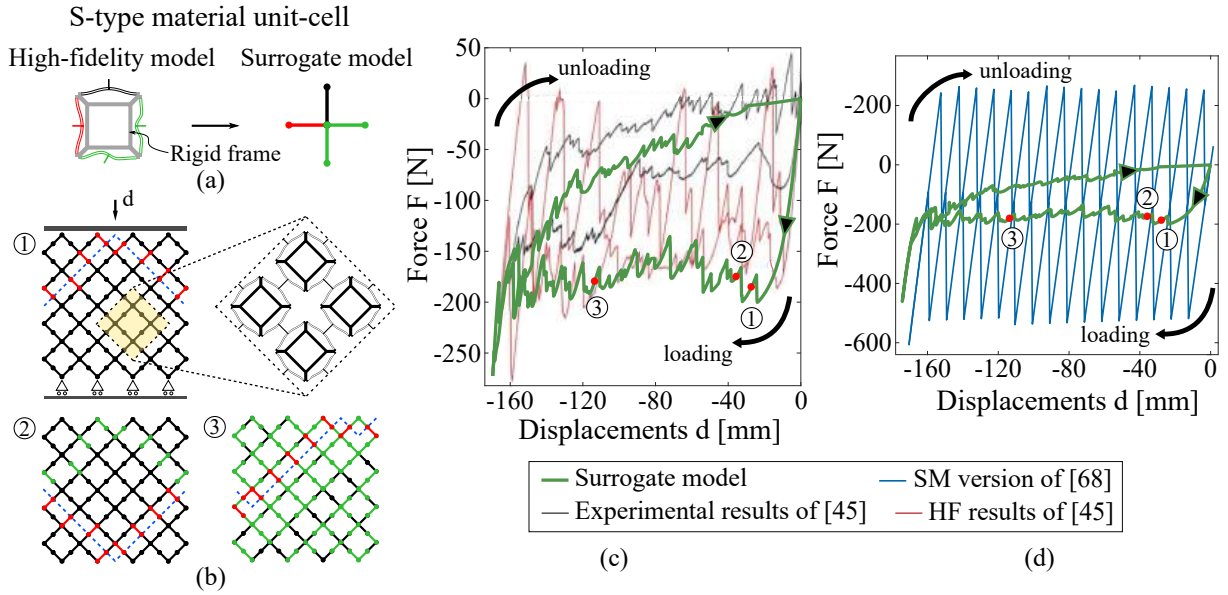 S-type material unit-cell
High-fidelity model
Surrogate model
Rigid frame
(a)
d
①
②
③
(b)
50
0
-50
-100
-150
-200
-250
Force F [N]
unloading
②
③
①
loading
-160
-120
-80
-40
0
Displacements d [mm]
-200
0
-200
-400
-600
Force F [N]
unloading
②
③
①
loading
-160
-120
-80
-40
0
Displacements d [mm]
Surrogate model
SM version of [68]
Experimental results of [45]
HF results of [45]
(c)
(d)